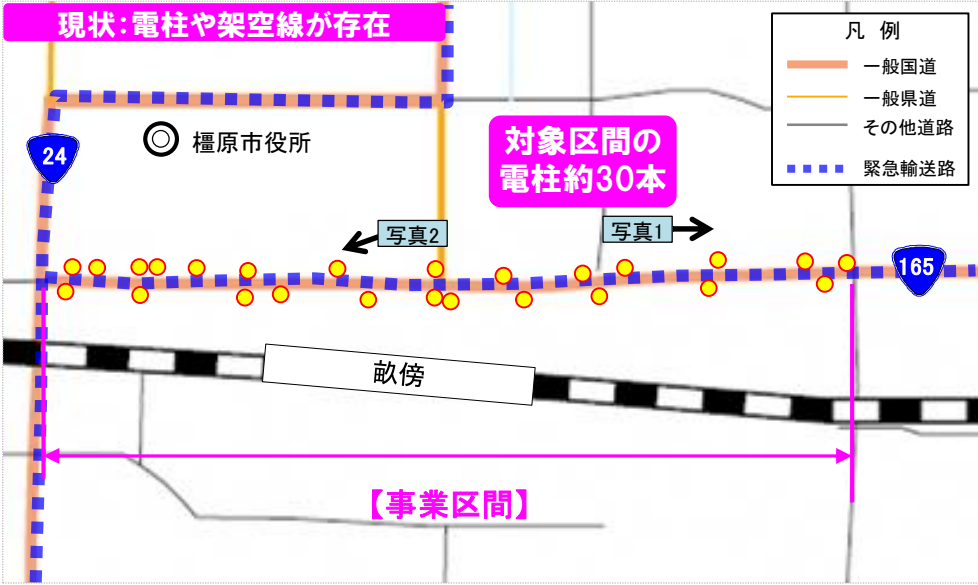 現状:電柱や架空線が存在
凡 例
一般国道
一般県道
その他道路
緊急輸送路
24
橿原市役所
対象区間の
電柱約30本
写真2
写真1
165
畝傍
【事業区間】